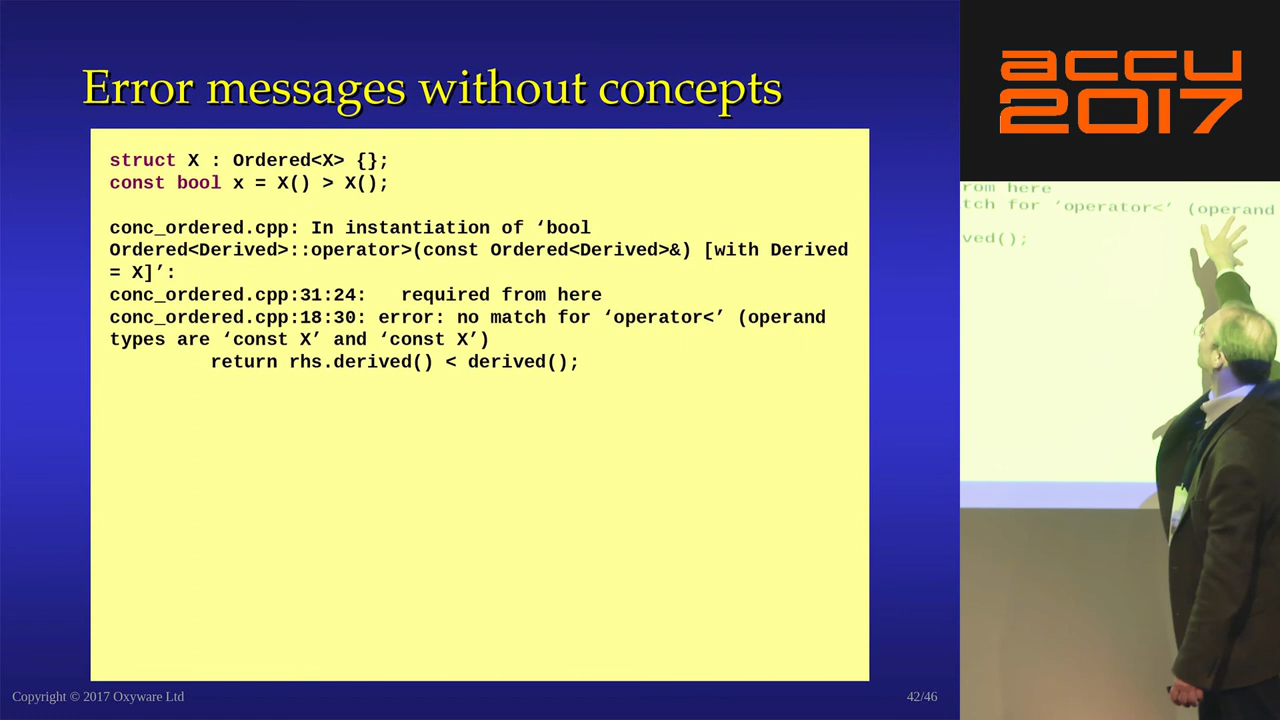 Error messages without concepts
struct X : Ordered<X> {};
const bool x = X() > X();
conc_ordered.cpp: In instantiation of ‘bool
Ordered<Derived>::operator>(const Ordered<Derived>&) [with Derived
= X]’:
conc_ordered.cpp:31:24:   required from here
conc_ordered.cpp:18:30: error: no match for ‘operator<’ (operand
types are ‘const X’ and ‘const X’)
return rhs.derived() < derived();
Copyright © 2017 Oxyware Ltd
42/46
accu
2017
rom here
tch for ‘operator<’ (operand
ved();